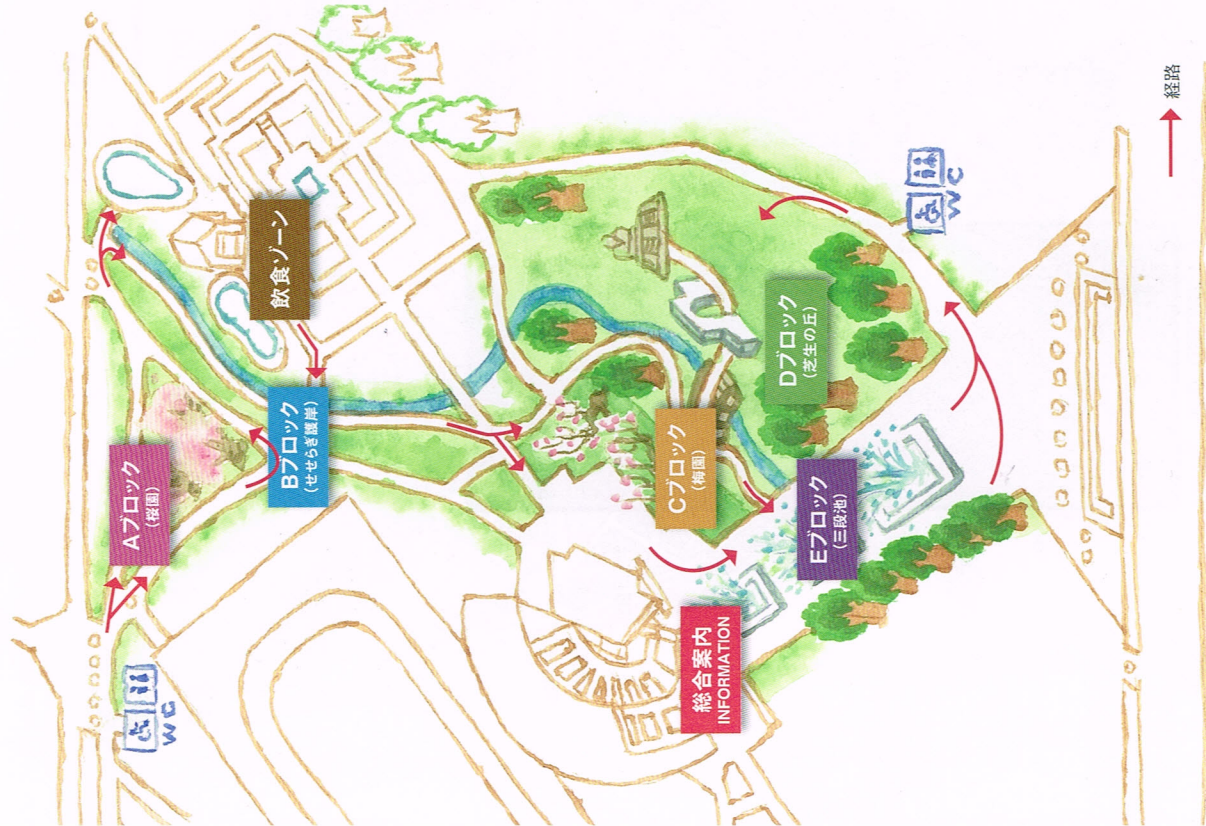 Aブロック
（桜園）
Bブロック
（せせらぎ護岸）
飲食ゾーン
Cブロック
（梅園）
Dブロック
（芝生の丘）
Eブロック
（三段池）
総合案内
INFORMATION
WC
WC
経路